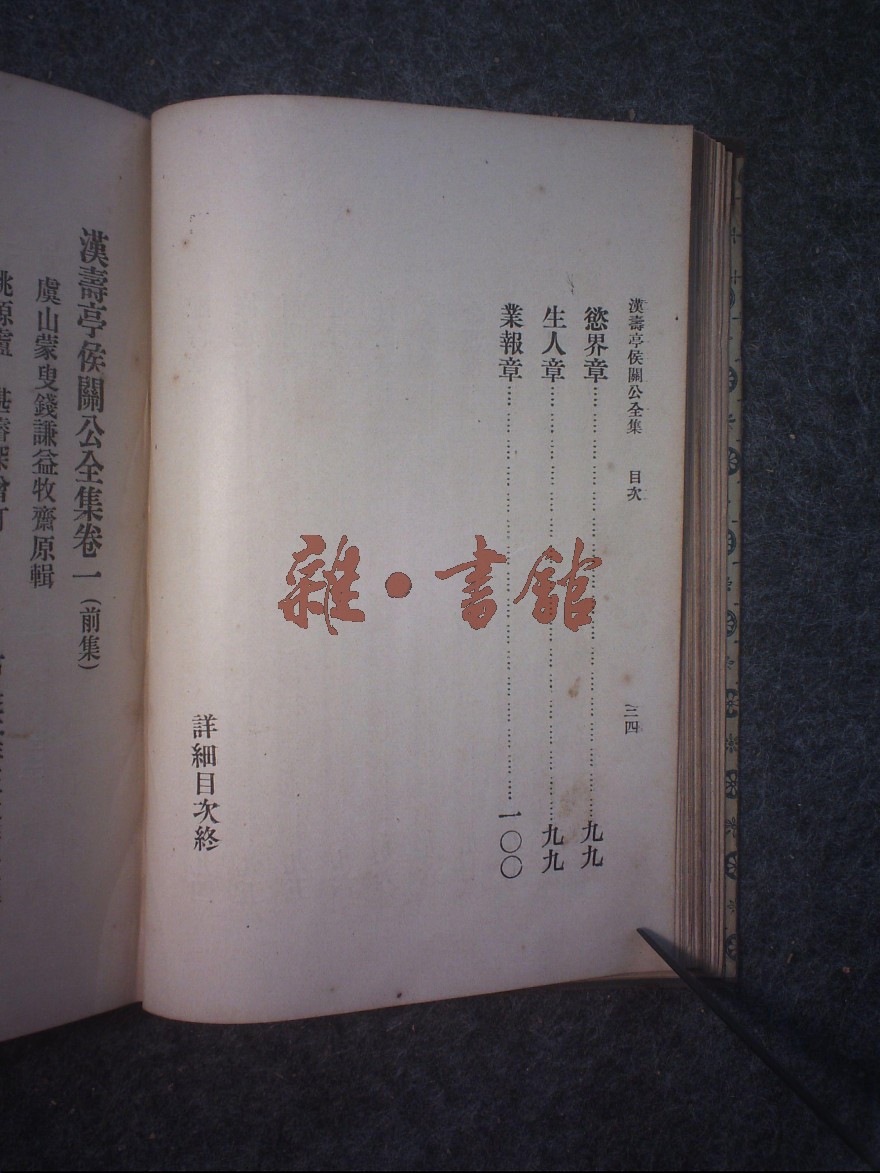 漢壽亭侯關公全集 目次 三四
慾界章 九九
生人章 九九
業報章 一〇〇
詳細目次終
雜・書館
漢壽亭侯關公全集卷一(前集)
虞山蒙叟錢謙益牧齋原輯